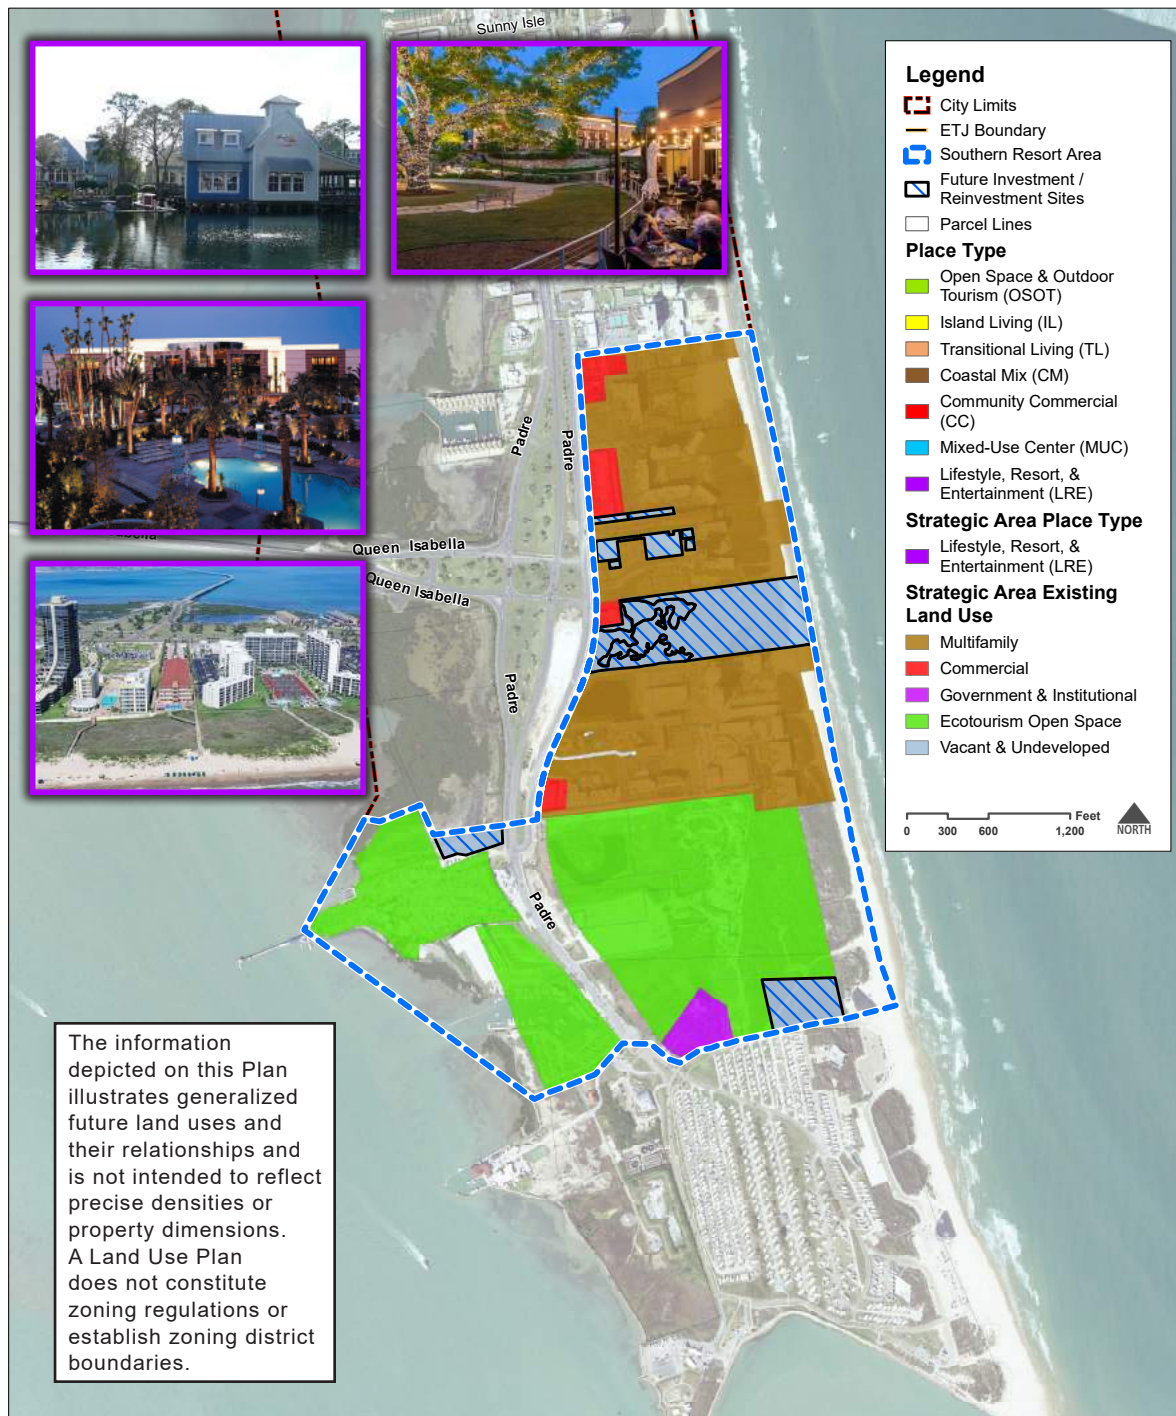 Sunny Isle
Legend
City Limits
ETJ Boundary
Southern Resort Area
Future Investment /
Reinvestment Sites
Parcel Lines
Place Type
Open Space & Outdoor
Tourism (OSOT)
Island Living (IL)
Transitional Living (TL)
Coastal Mix (CM)
Community Commercial
(CC)
Mixed-Use Center (MUC)
Lifestyle, Resort, &
Entertainment (LRE)
Strategic Area Place Type
Lifestyle, Resort, &
Entertainment (LRE)
Strategic Area Existing
Land Use
Multifamily
Commercial
Government & Institutional
Ecotourism Open Space
Vacant & Undeveloped
Feet
0 300 600 1,200
NORTH
Padre
Padre
Queen Isabella
Queen Isabella
Padre
Padre
The information
depicted on this Plan
illustrates generalized
future land uses and
their relationships and
is not intended to reflect
precise densities or
property dimensions.
A Land Use Plan
does not constitute
zoning regulations or
establish zoning district
boundaries.